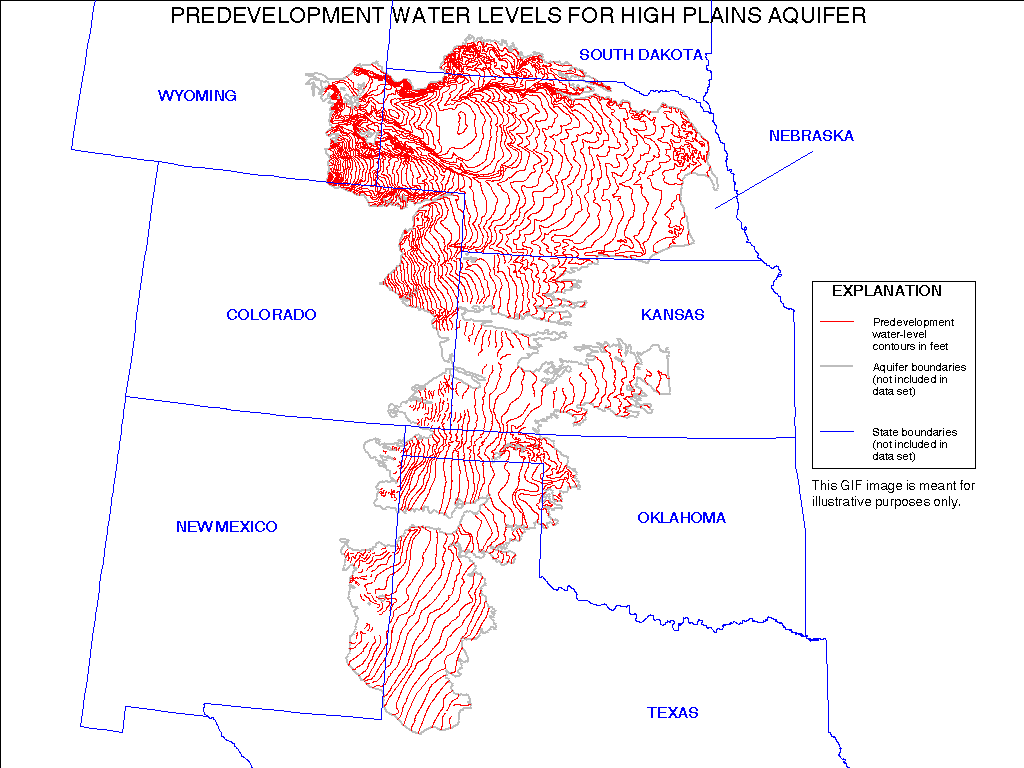 PREDEVELOPMENT WATER LEVELS FOR HIGH PLAINS AQUIFER
SOUTH DAKOTA
WYOMING
NEBRASKA
COLORADO
KANSAS
EXPLANATION
Predevelopment
water-level
contours in feet
Aquifer boundaries
(not included in
data set)
State boundaries
(not included in
data set)
This GIF image is meant for
illustrative purposes only.
NEW MEXICO
OKLAHOMA
TEXAS